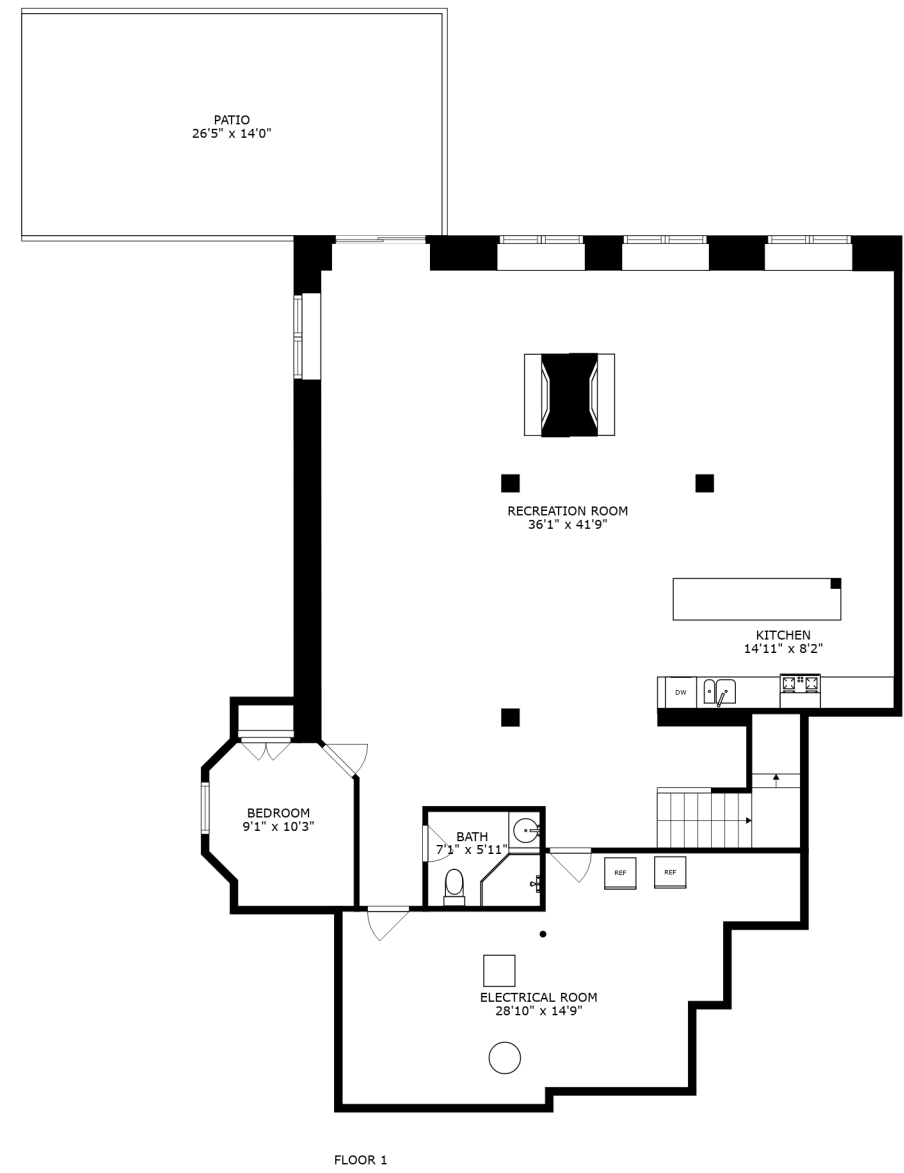 PATIO
26'5" x 14'0"
RECREATION ROOM
36'1" x 41'9"
KITCHEN
14'11" x 8'2"
DW
BEDROOM
9'1" x 10'3"
BATH
7'1" x 5'11"
REF
REF
ELECTRICAL ROOM
28'10" x 14'9"
FLOOR 1